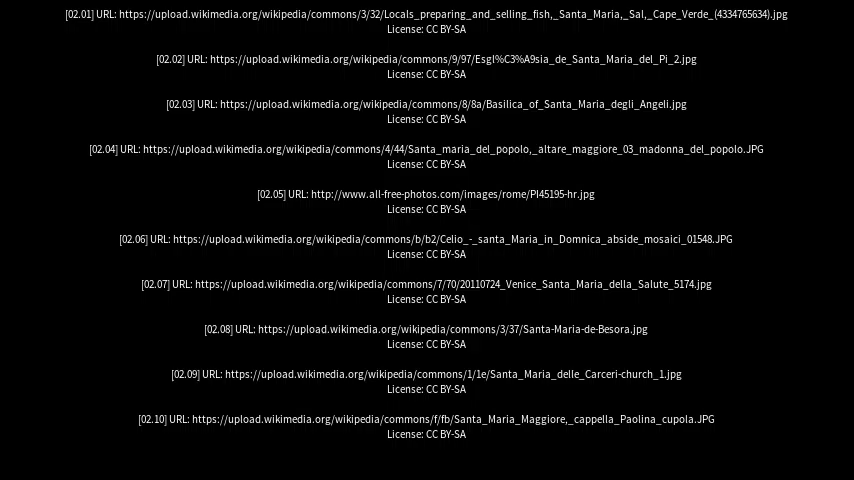 [02.01] URL: https://upload.wikimedia.org/wikipedia/commons/3/32/Locals_preparing_and_selling_fish,_Santa_Maria,_Sal,_Cape_Verde_(4334765634).jpg
License: CC BY-SA
[02.02] URL: https://upload.wikimedia.org/wikipedia/commons/9/97/Esgl%C3%A9sia_de_Santa_Maria_del_Pi_2.jpg
License: CC BY-SA
[02.03] URL: https://upload.wikimedia.org/wikipedia/commons/8/8a/Basilica_of_Santa_Maria_degli_Angeli.jpg
License: CC BY-SA
[02.04] URL: https://upload.wikimedia.org/wikipedia/commons/4/44/Santa_maria_del_popolo,_altare_maggiore_03_madonna_del_popolo.JPG
License: CC BY-SA
[02.05] URL: http://www.all-free-photos.com/images/rome/PI45195-hr.jpg
License: CC BY-SA
[02.06] URL: https://upload.wikimedia.org/wikipedia/commons/b/b2/Celio_-_santa_Maria_in_Domnica_abside_mosaici_01548.JPG
License: CC BY-SA
[02.07] URL: https://upload.wikimedia.org/wikipedia/commons/7/70/20110724_Venice_Santa_Maria_della_Salute_5174.jpg
License: CC BY-SA
[02.08] URL: https://upload.wikimedia.org/wikipedia/commons/3/37/Santa-Maria-de-Besora.jpg
License: CC BY-SA
[02.09] URL: https://upload.wikimedia.org/wikipedia/commons/1/1e/Santa_Maria_delle_Carceri-church_1.jpg
License: CC BY-SA
[02.10] URL: https://upload.wikimedia.org/wikipedia/commons/f/fb/Santa_Maria_Maggiore,_cappella_Paolina_cupola.JPG
License: CC BY-SA